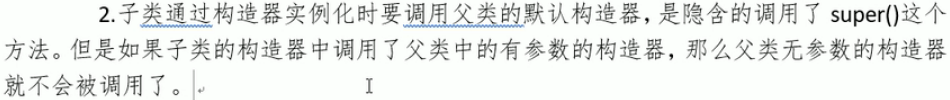 2.子类通过构造器实例化时要调用父类的默认构造器，是隐含的调用了 super()这个
方法。但是如果子类的构造器中调用了父类中的有参数的构造器，那么父类无参数的构造器
就不会被调用了。